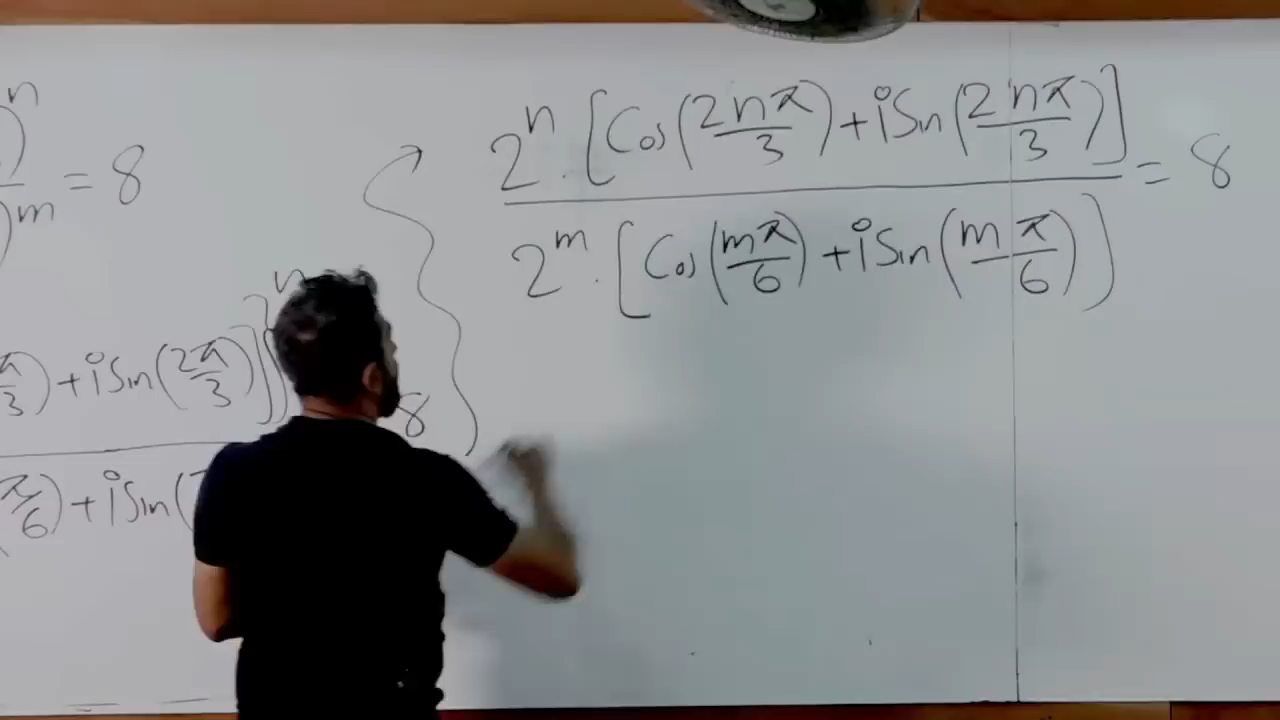 )^n
)^m = 8
π/3) + i Sin(2π/3)]]^n
π/6) + i Sin( 8
2^n . [Cos(2nπ/3) + i Sin(2nπ/3)]
= 8
2^m . [Cos(mπ/6) + i Sin(mπ/6)]